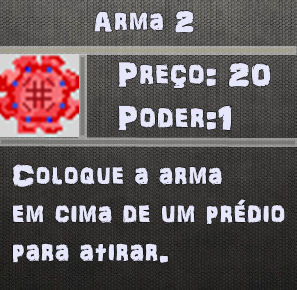 Arma 2
Preço: 20
Poder:1
Coloque a arma
em cima de um prédio
para atirar.